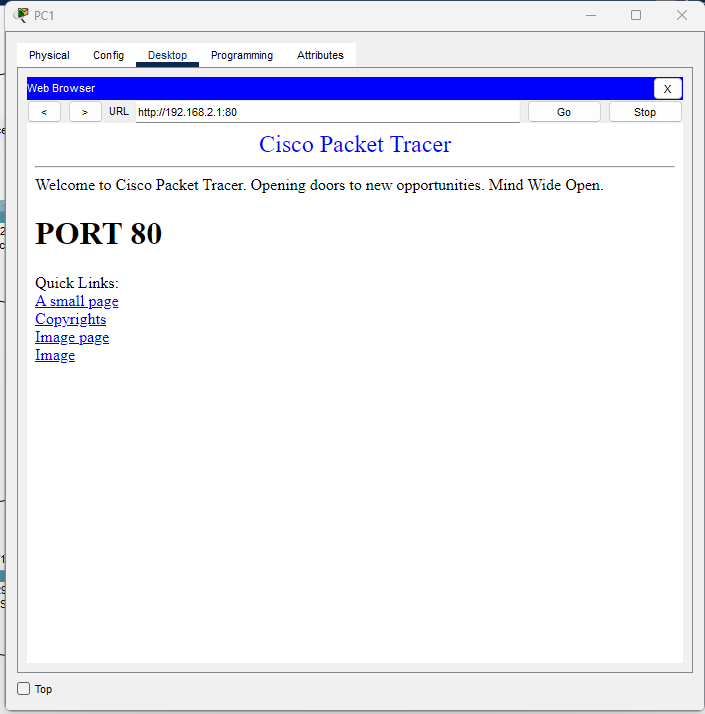 PC1
Physical Config Desktop Programming Attributes
Web Browser X
< > URL http://192.168.2.1:80 Go Stop
Cisco Packet Tracer
Welcome to Cisco Packet Tracer. Opening doors to new opportunities. Mind Wide Open.
PORT 80
Quick Links:
A small page
Copyrights
Image page
Image
Top